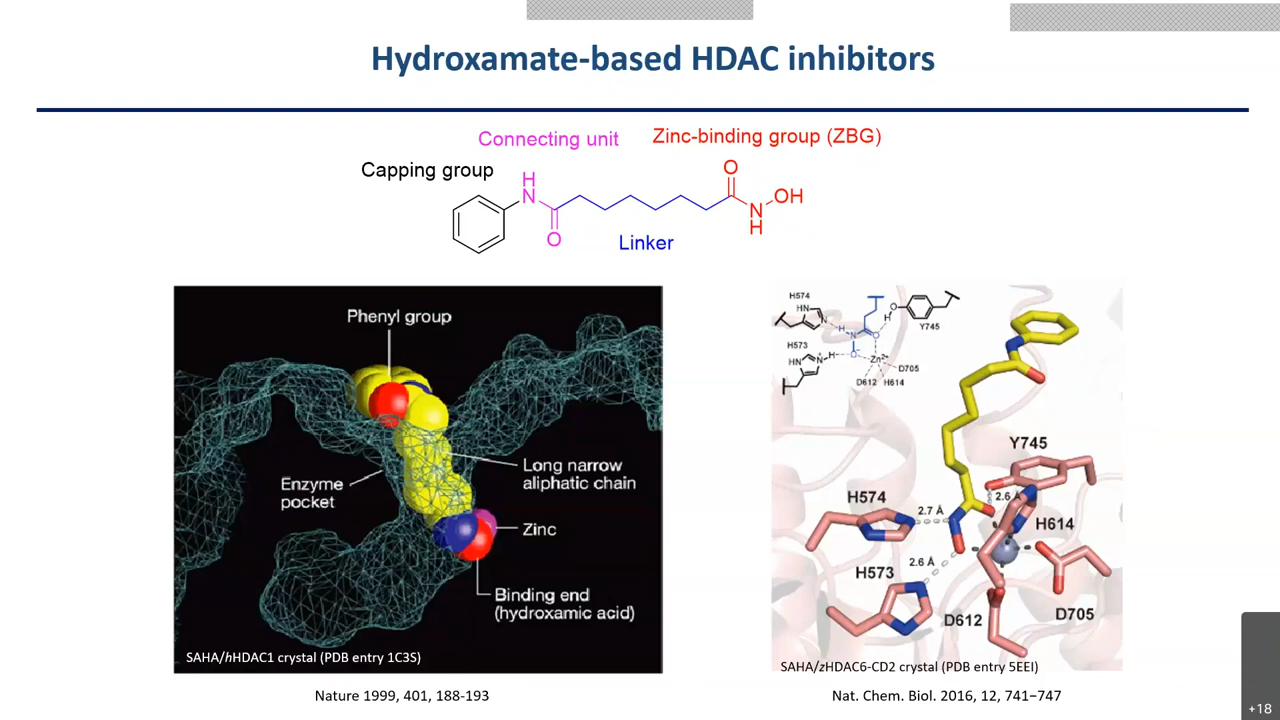 Hydroxamate-based HDAC inhibitors
Connecting unit
Zinc-binding group (ZBG)
Capping group
H
N
O
O
N
H
OH
Linker
Phenyl group
Enzyme
pocket
Long narrow
aliphatic chain
Zinc
Binding end
(hydroxamic acid)
SAHA/hHDAC1 crystal (PDB entry 1C3S)
Nature 1999, 401, 188-193
H574
HN
N
H
N
O
H
O
Y745
H573
HN
N
H
O⁻
Zn²⁺
D705
D612
H614
Y745
2.6 Å
H574
2.7 Å
H614
2.6 Å
H573
D612
D705
SAHA/zHDAC6-CD2 crystal (PDB entry 5EEI)
Nat. Chem. Biol. 2016, 12, 741−747
+18